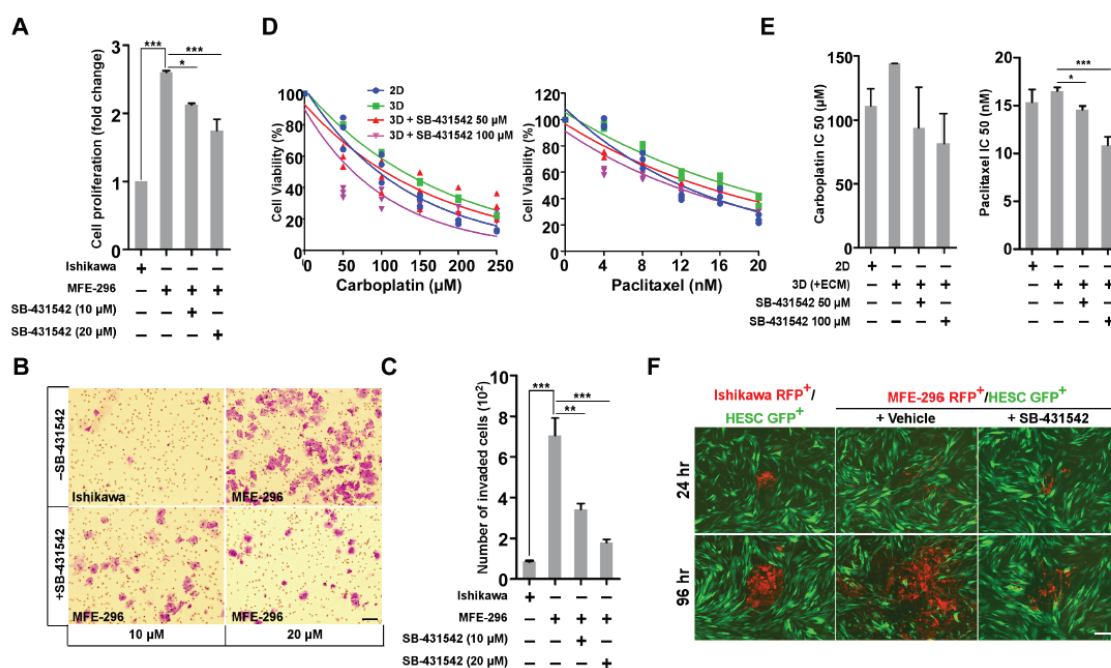 A
Cell proliferation (fold change)
3
2
1
0
***
***
*
Ishikawa + − − −
MFE-296 − + + +
SB-431542 (10 µM) − − + −
SB-431542 (20 µM) − − − +
D
2D
3D
3D + SB-431542 50 µM
3D + SB-431542 100 µM
Cell Viability (%)
100
80
60
40
20
0 50 100 150 200 250
Carboplatin (µM)
Cell Viability (%)
120
100
80
60
40
20
0
0 4 8 12 16 20
Paclitaxel (nM)
E
Carboplatin IC 50 (µM)
150
100
50
0
Paclitaxel IC 50 (nM)
20
15
10
5
0
***
*
2D + − − − + − − −
3D (+ECM) − + + + − + + +
SB-431542 50 µM − − + − − − + −
SB-431542 100 µM − − − + − − − +
B
−SB-431542
Ishikawa
MFE-296
+SB-431542
MFE-296
MFE-296
10 µM
20 µM
C
Number of invaded cells (10²)
10
8
6
4
2
0
***
***
**
Ishikawa + − − −
MFE-296 − + + +
SB-431542 (10 µM) − − + −
SB-431542 (20 µM) − − − +
F
Ishikawa RFP⁺/
HESC GFP⁺
MFE-296 RFP⁺/HESC GFP⁺
+ Vehicle
+ SB-431542
24 hr
96 hr